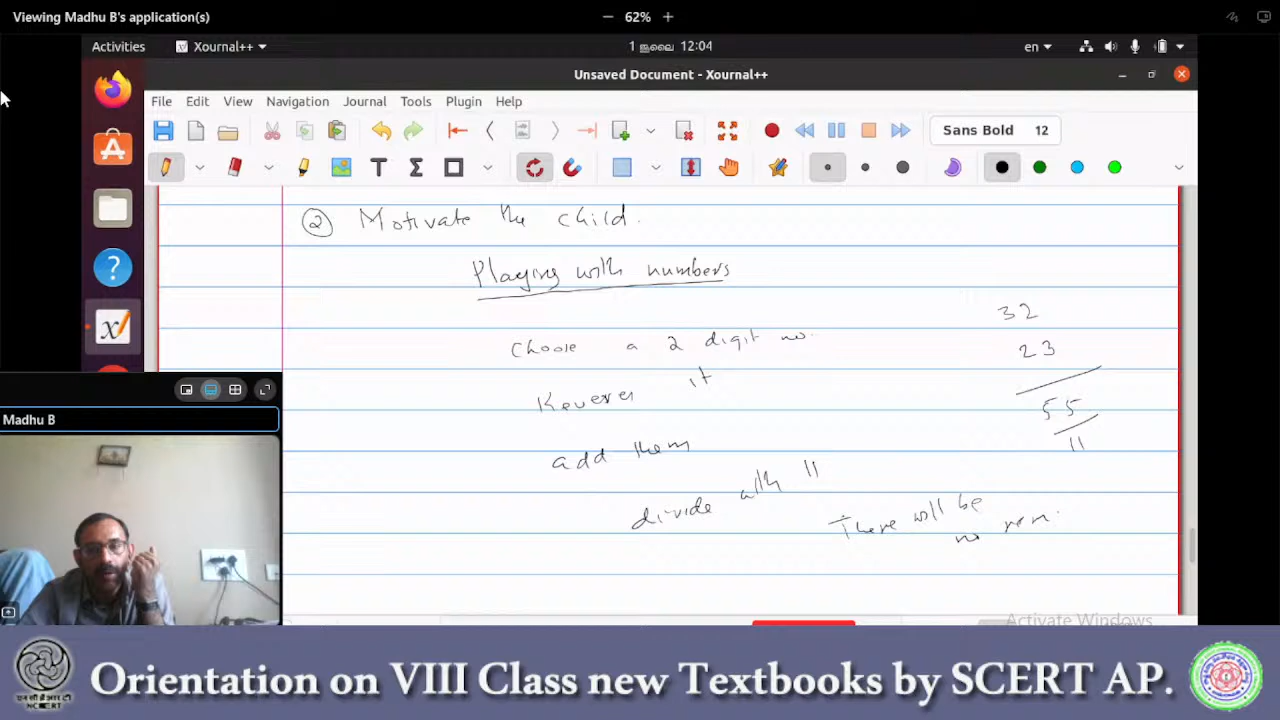 Viewing Madhu B's application(s)
62%
Activities
Xournal++
1 ജൂലൈ 12:04
en
Unsaved Document - Xournal++
File Edit View Navigation Journal Tools Plugin Help
Sans Bold 12
② Motivate the child.
Playing with numbers
Choose a 2 digit no.
32
23
Reverse it
55
11
add them
divide with 11
There will be
no rem.
Madhu B
Activate Windows
एन सी ई आर टी
NCERT
Orientation on VIII Class new Textbooks by SCERT AP.